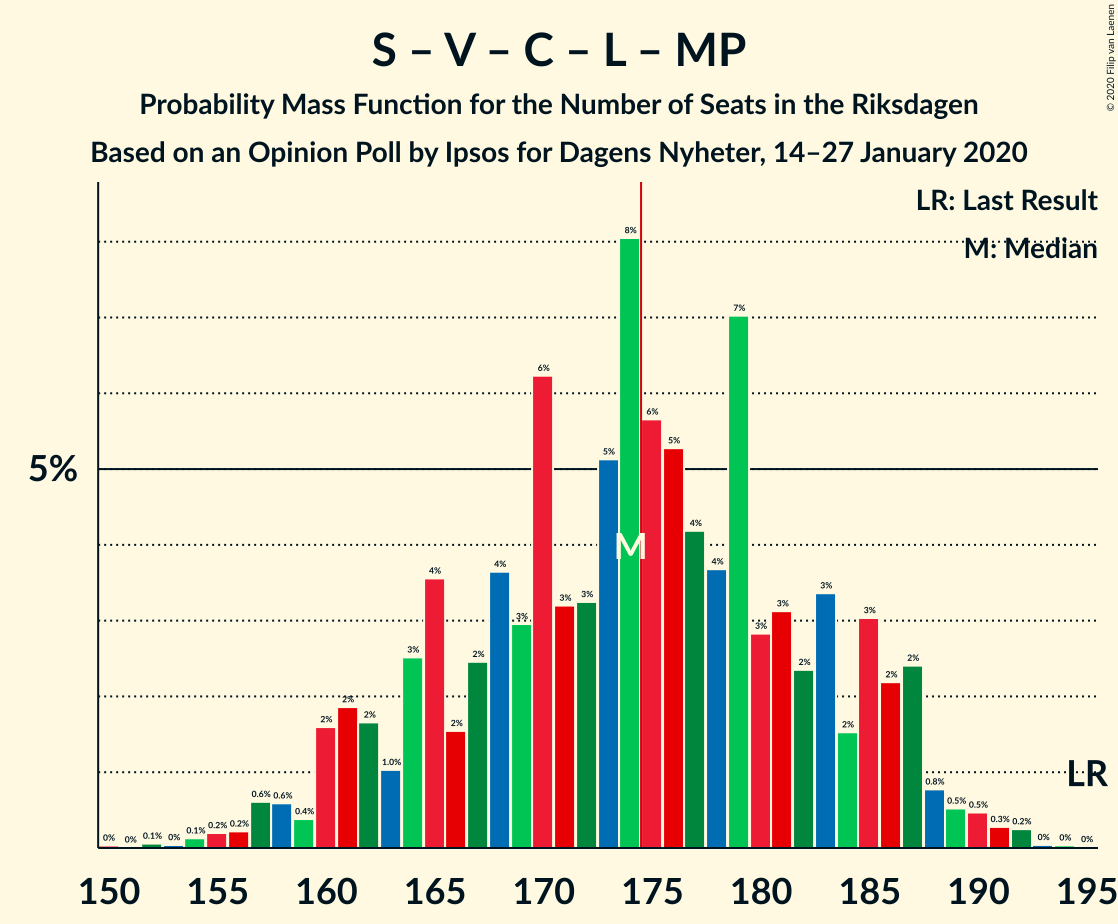 S – V – C – L – MP
Probability Mass Function for the Number of Seats in the Riksdagen
Based on an Opinion Poll by Ipsos for Dagens Nyheter, 14–27 January 2020
© 2020 Filip van Laenen
LR: Last Result
M: Median
5%
0% 0% 0.1% 0% 0.1% 0.2% 0.2% 0.6% 0.6% 0.4% 2% 2% 2% 1.0% 3% 4% 2% 2% 4% 3% 6% 3% 3% 5% 8% 6% 5% 4% 4% 7% 3% 3% 2% 3% 2% 3% 2% 2% 0.8% 0.5% 0.5% 0.3% 0.2% 0% 0% 0%
M
LR
150 155 160 165 170 175 180 185 190 195